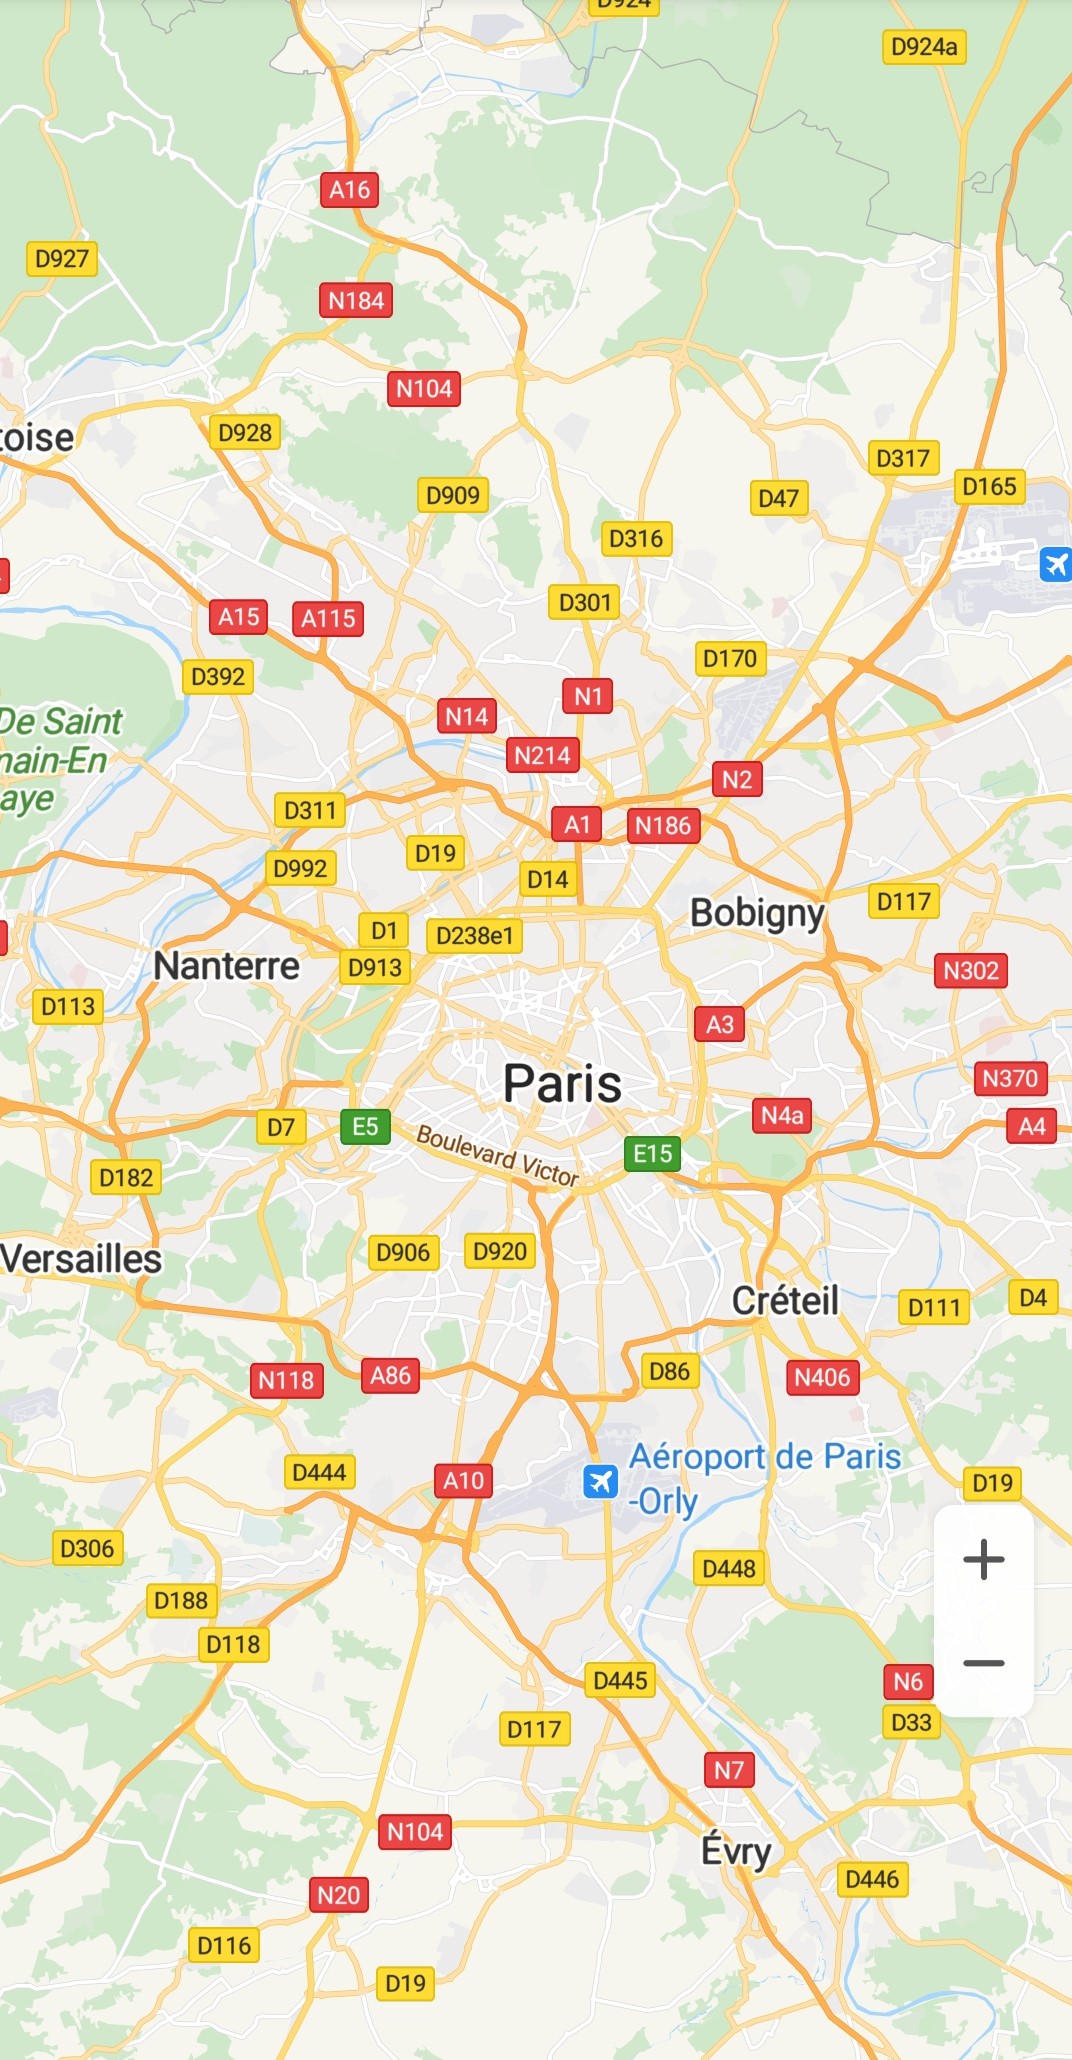 D924
D924a
A16
D927
N184
N104
D928
toise
D317
D165
D909
D47
D316
D301
A15
A115
D170
D392
N1
De Saint
main-En
aye
N14
N214
N2
D311
A1
N186
D19
D992
D14
D117
Bobigny
D1
D238e1
Nanterre
D913
N302
D113
A3
Paris
N370
N4a
D7
E5
A4
Boulevard Victor
E15
D182
Versailles
D906
D920
Créteil
D4
D111
D86
N118
A86
N406
Aéroport de Paris
-Orly
D444
A10
D19
D306
+
D448
D188
D118
−
D445
N6
D33
D117
N7
N104
Évry
D446
N20
D116
D19